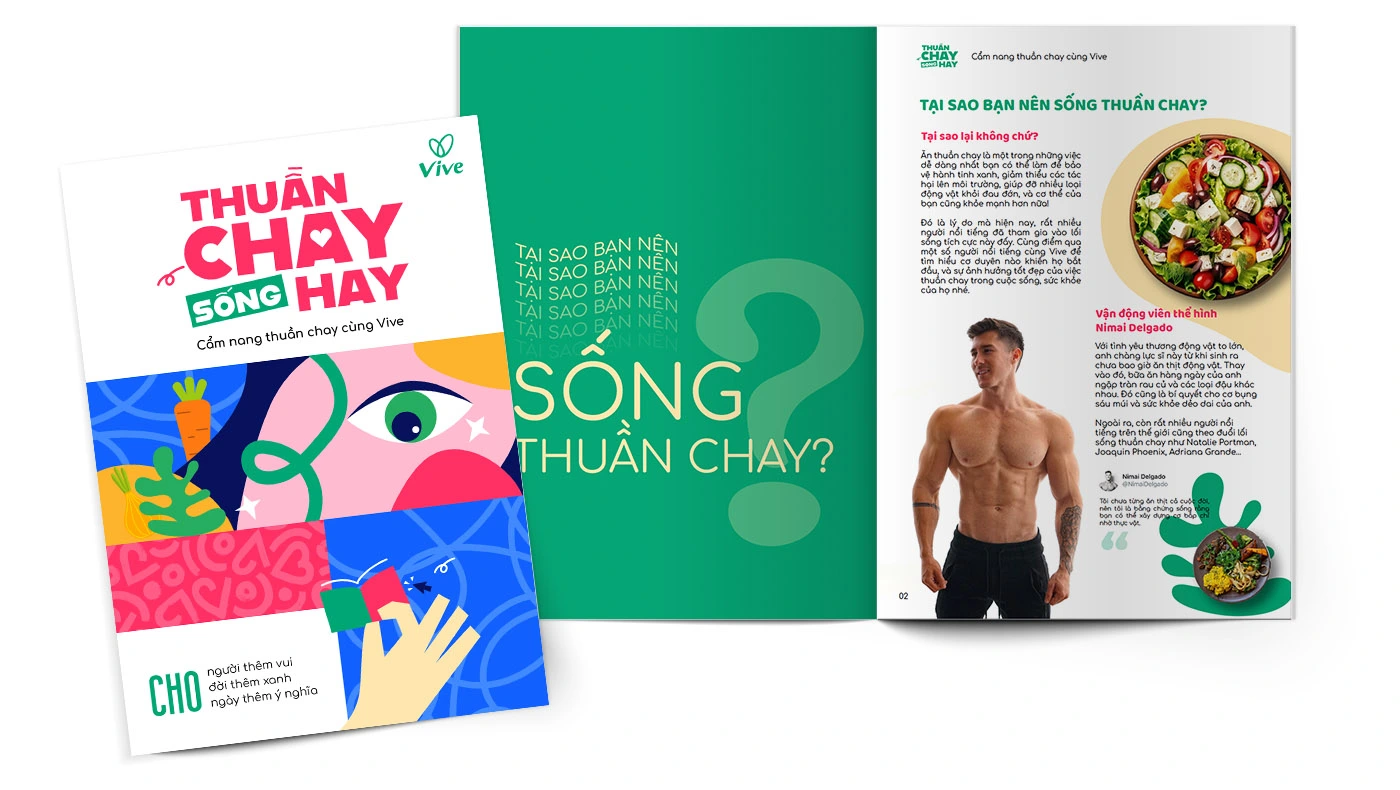 Vive
THUẦN
CHAY
SỐNG HAY
Cẩm nang thuần chay cùng Vive
CHO
người thêm vui
đời thêm xanh
ngày thêm ý nghĩa
TẠI SAO BẠN NÊN
TẠI SAO BẠN NÊN
TẠI SAO BẠN NÊN
TẠI SAO BẠN NÊN
TẠI SAO BẠN NÊN
TẠI SAO BẠN NÊN
SỐNG
THUẦN CHAY?
?
THUẦN
CHAY
SỐNG HAY
Cẩm nang thuần chay cùng Vive
TẠI SAO BẠN NÊN SỐNG THUẦN CHAY?
Tại sao lại không chứ?
Ăn thuần chay là một trong những việc
dễ dàng nhất bạn có thể làm để bảo
vệ hành tinh xanh, giảm thiểu các tác
hại lên môi trường, giúp đỡ nhiều loại
động vật khỏi đau đớn, và cơ thể của
bạn cũng khỏe mạnh hơn nữa!
Đó là lý do mà hiện nay, rất nhiều
người nổi tiếng đã tham gia vào lối
sống tích cực này đấy. Cùng điểm qua
một số người nổi tiếng cùng Vive để
tìm hiểu cơ duyên nào khiến họ bắt
đầu, và sự ảnh hưởng tốt đẹp của việc
thuần chay trong cuộc sống, sức khỏe
của họ nhé.
Vận động viên thể hình
Nimai Delgado
Với tình yêu thương động vật to lớn,
anh chàng lực sĩ này từ khi sinh ra
chưa bao giờ ăn thịt động vật. Thay
vào đó, bữa ăn hàng ngày của anh
ngập tràn rau củ và các loại đậu khác
nhau. Đó cũng là bí quyết cho cơ bụng
sáu múi và sức khỏe dẻo dai của anh.
Ngoài ra, còn rất nhiều người nổi
tiếng trên thế giới cũng theo đuổi lối
sống thuần chay như Natalie Portman,
Joaquin Phoenix, Adriana Grande...
Nimai Delgado
@NimaiDelgado
Tôi chưa từng ăn thịt cả cuộc đời,
nên tôi là bằng chứng sống rằng
bạn có thể xây dựng cơ bắp chỉ
nhờ thực vật.
02